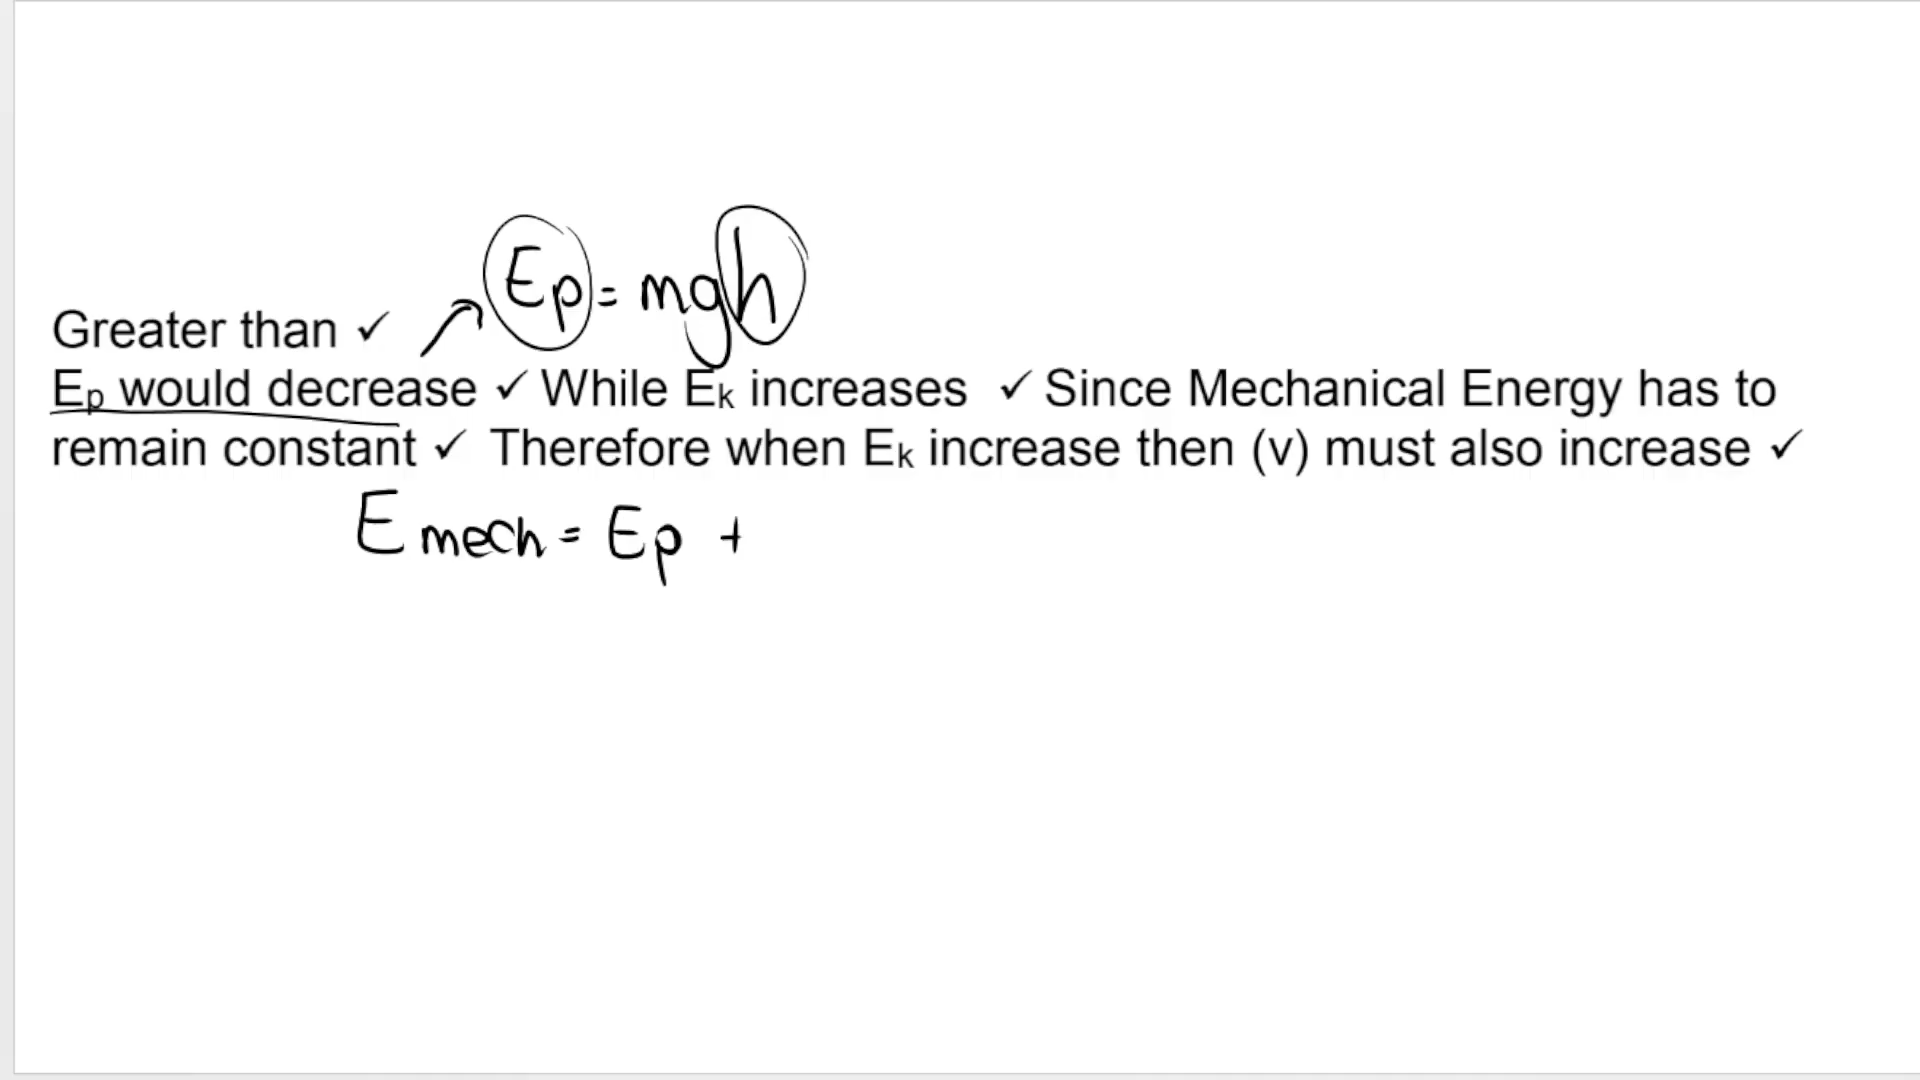 Ep = mgh
Greater than ✓
Ep would decrease ✓ While Ek increases ✓ Since Mechanical Energy has to
remain constant ✓ Therefore when Ek increase then (v) must also increase ✓
Emech = Ep +